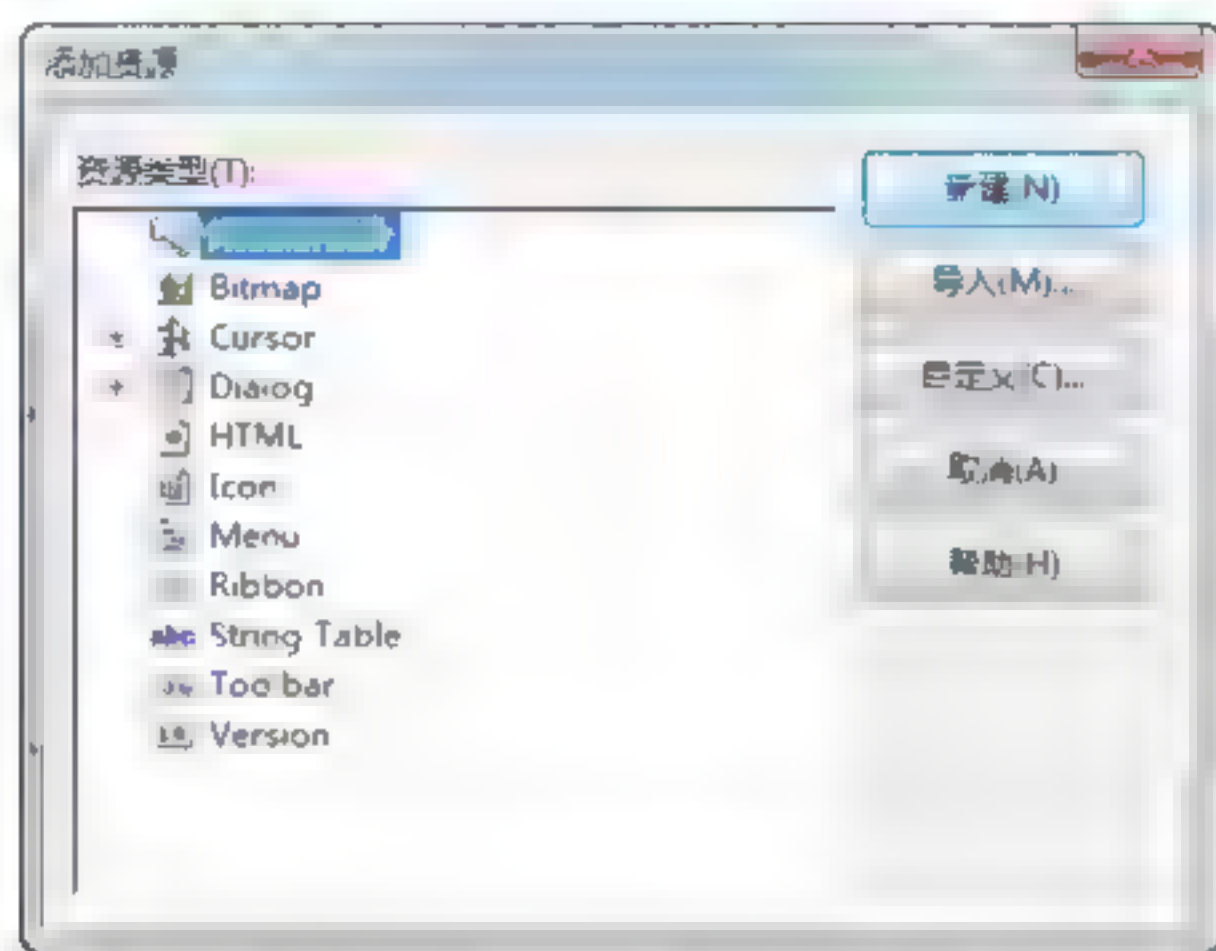 添加资源
资源类型(T):
Bitmap
Cursor
Dialog
HTML
Icon
Menu
Ribbon
abc String Table
Toolbar
Version
新建(N)
导入(M)...
自定义(C)...
取消(A)
帮助(H)